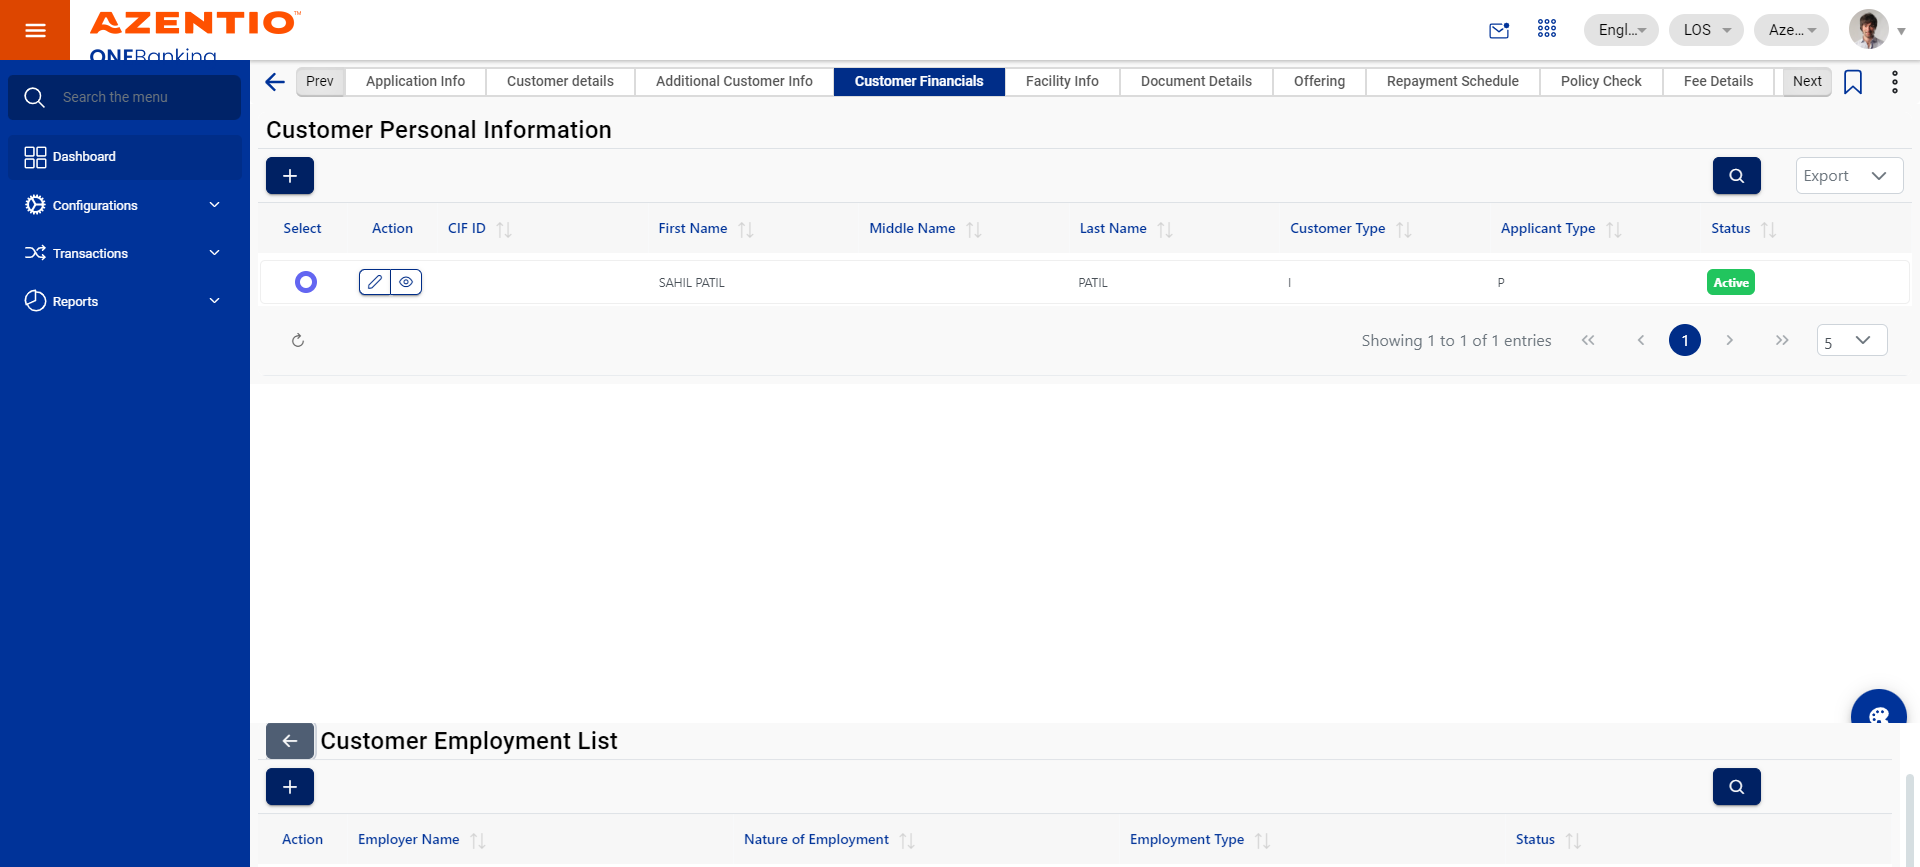 AZENTIO™
ONEBanking
Engl...
LOS
Aze...
Search the menu
Dashboard
Configurations
Transactions
Reports
Prev
Application Info
Customer details
Additional Customer Info
Customer Financials
Facility Info
Document Details
Offering
Repayment Schedule
Policy Check
Fee Details
Next
Customer Personal Information
Export
Select Action CIF ID First Name Middle Name Last Name Customer Type Applicant Type Status
SAHIL PATIL PATIL I P Active
Showing 1 to 1 of 1 entries 1 5
Customer Employment List
Action Employer Name Nature of Employment Employment Type Status